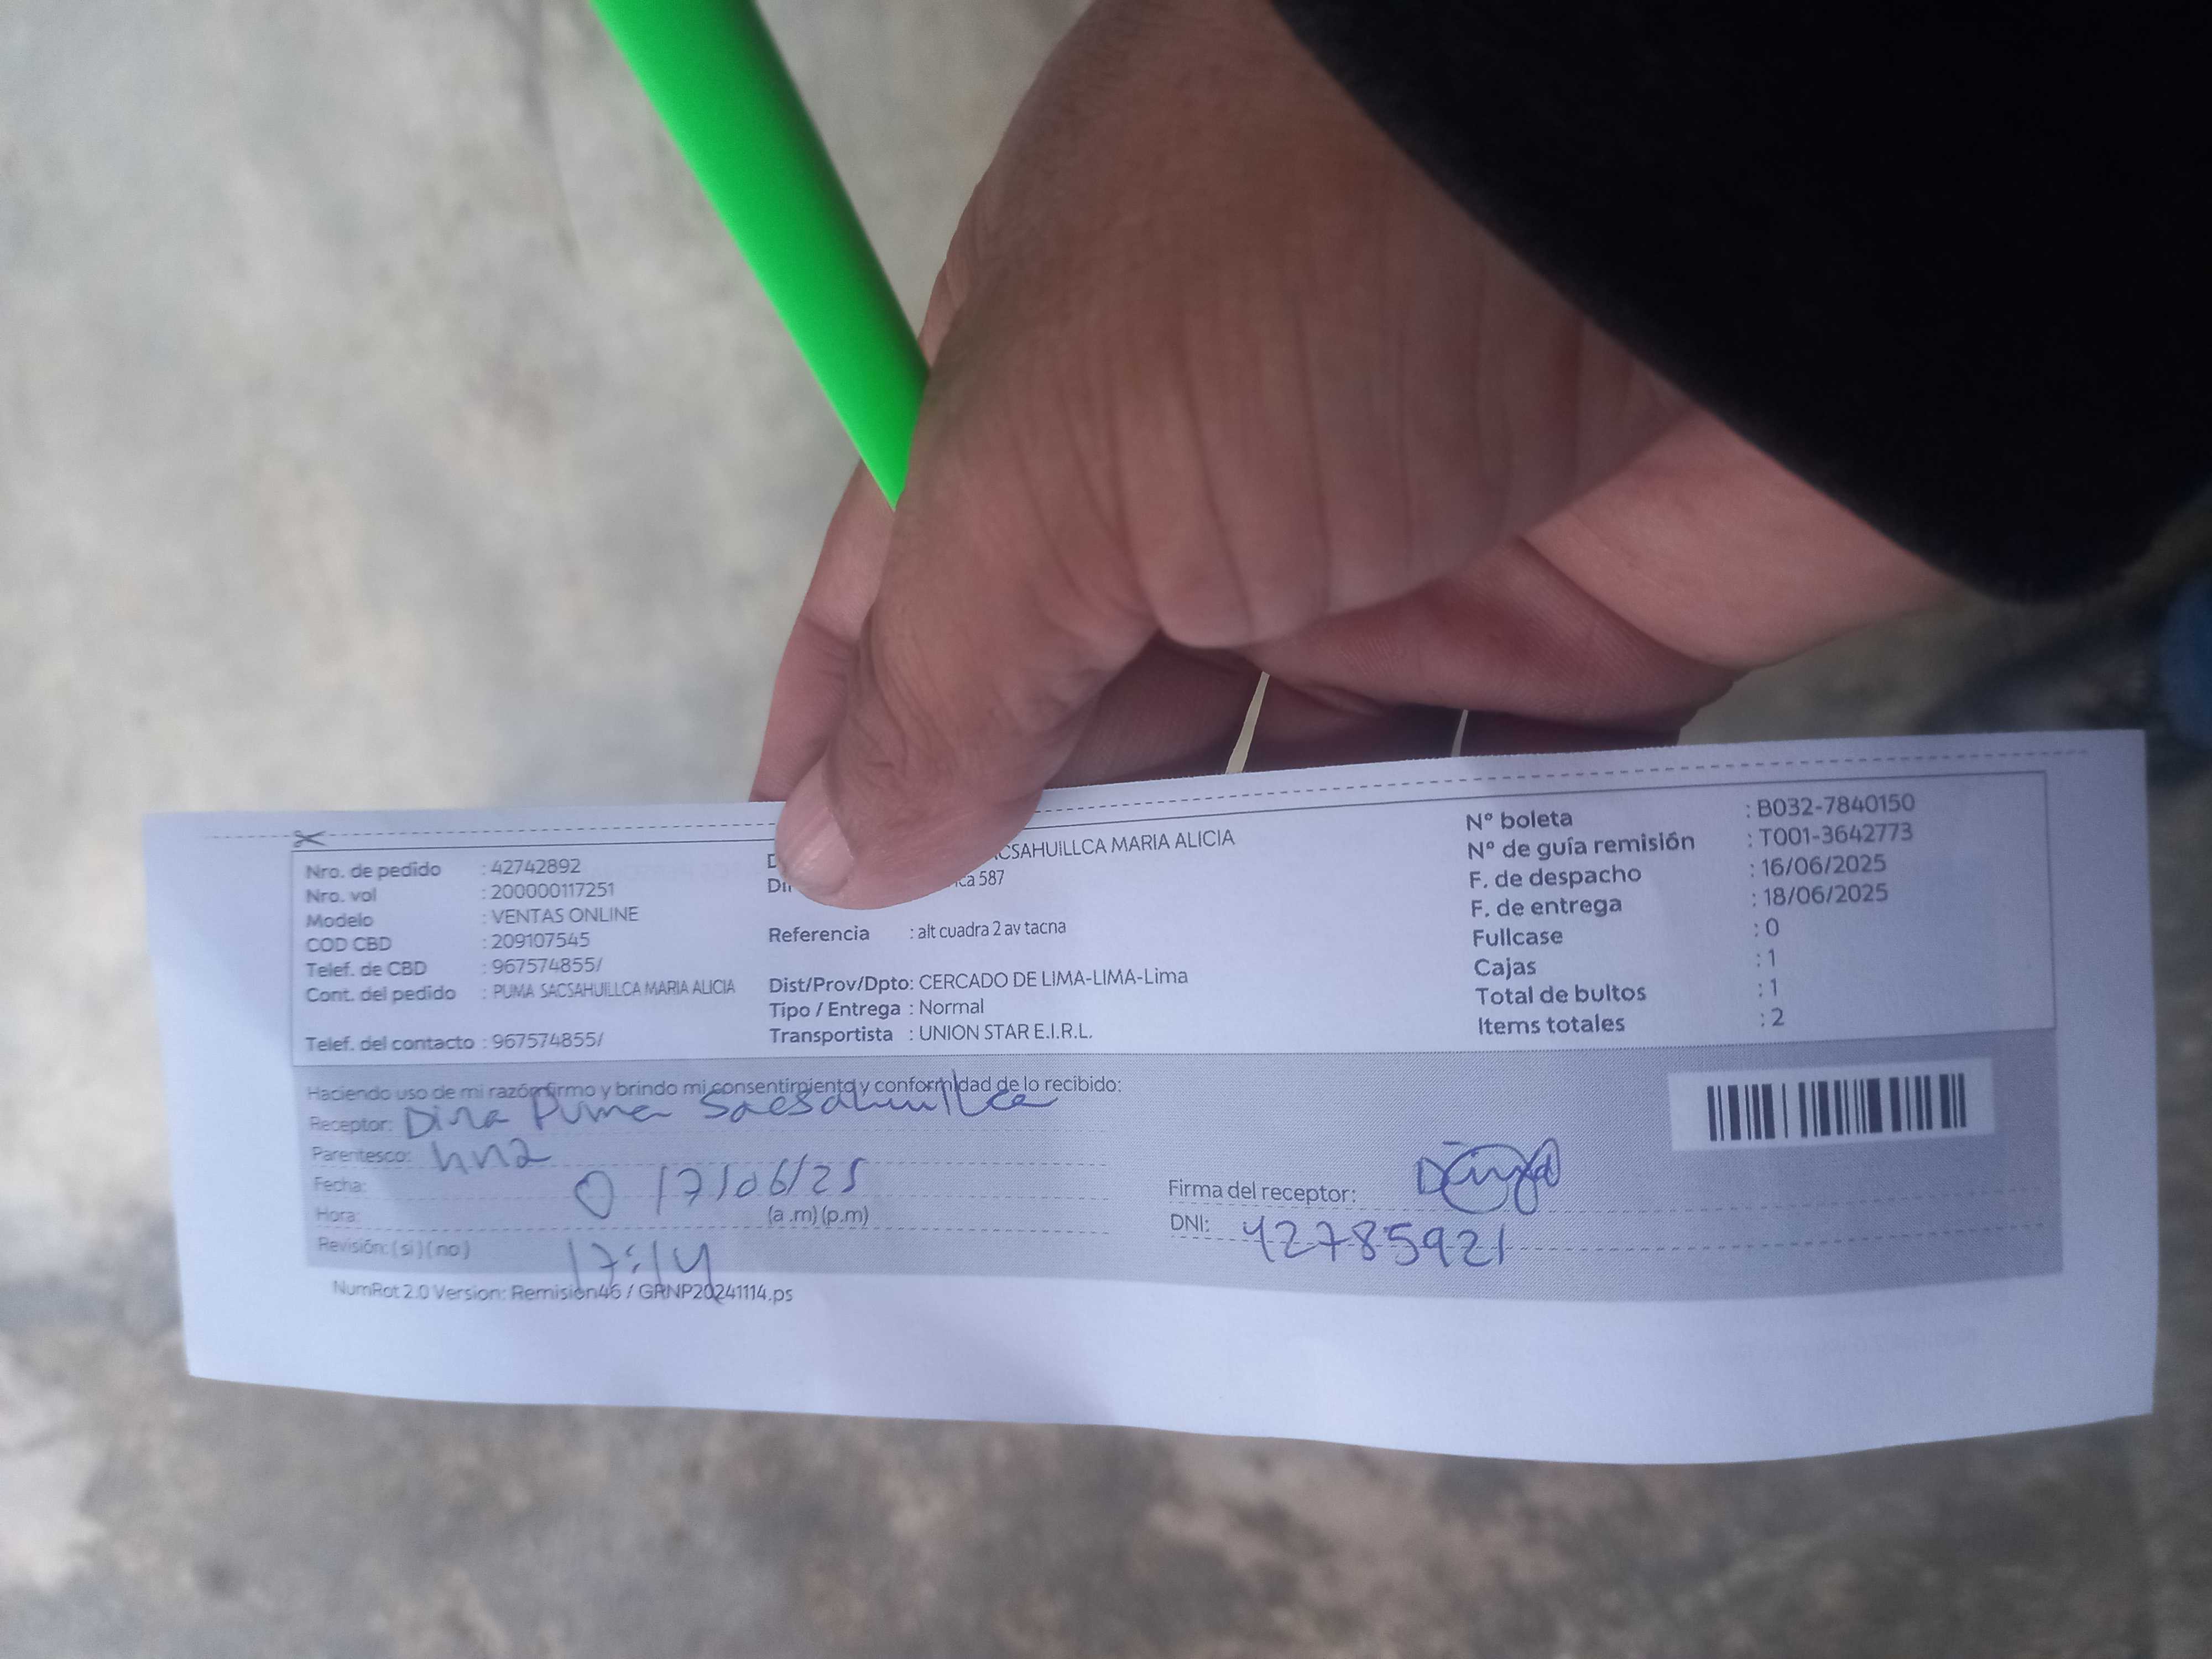 Nro. de pedido : 42742892
Nro. vol : 200000117251
Modelo : VENTAS ONLINE
COD CBD : 209107545
Telef. de CBD : 967574855/
Cont. del pedido : PUMA SACSAHUILLCA MARIA ALICIA
Telef. del contacto : 967574855/
CSAHUILLCA MARIA ALICIA
587
Referencia : alt cuadra 2 av tacna
Dist/Prov/Dpto: CERCADO DE LIMA-LIMA-Lima
Tipo / Entrega : Normal
Transportista : UNION STAR E.I.R.L.
N° boleta : B032-7840150
N° de guía remisión : T001-3642773
F. de despacho : 16/06/2025
F. de entrega : 18/06/2025
Fullcase : 0
Cajas : 1
Total de bultos : 1
Items totales : 2
Haciendo uso de mi razón firmo y brindo mi consentimiento y conformidad de lo recibido:
Receptor: Dina Puma Sacsahuillca
Parentesco: hna
Fecha: 17/06/25
Hora: (a .m) (p.m)
Revisión: ( si ) ( no ) 17:14
Firma del receptor:
DNI: 42785921
NumRot 2.0 Version: Remision46 / GRNP20241114.ps